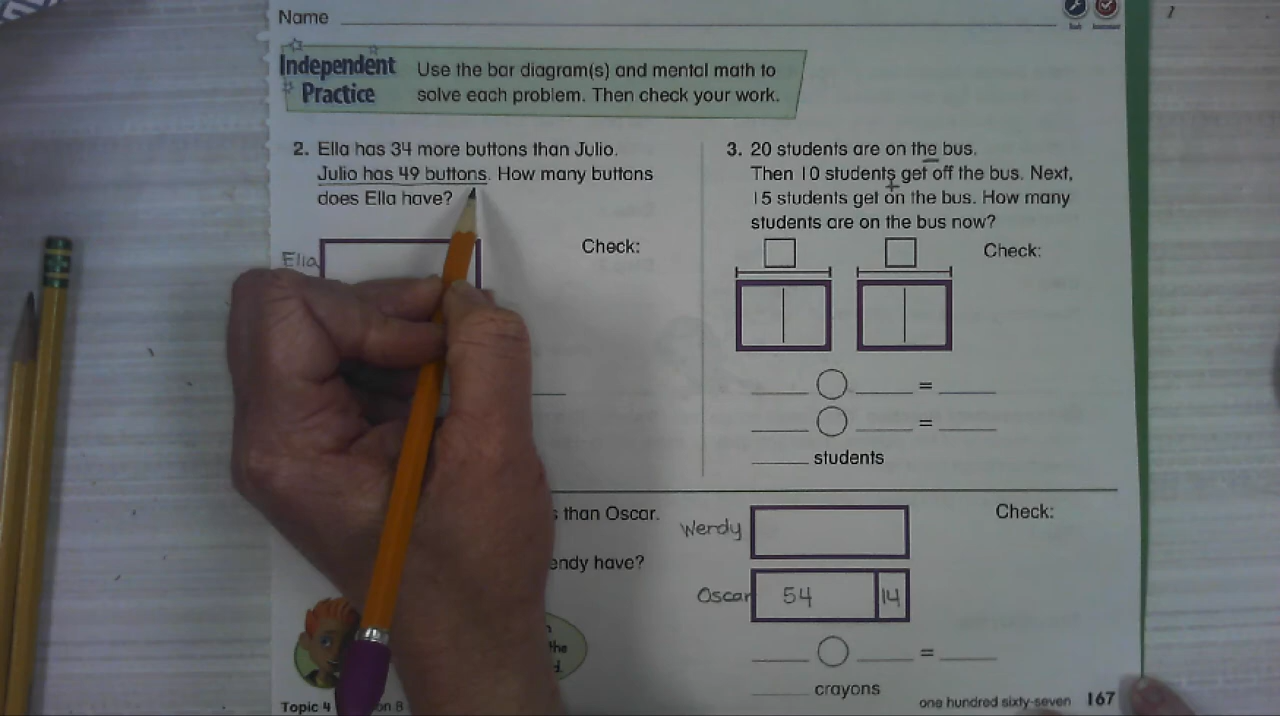 Name
Independent
Practice
Use the bar diagram(s) and mental math to
solve each problem. Then check your work.
2. Ella has 34 more buttons than Julio.
Julio has 49 buttons. How many buttons
does Ella have?
Check:
Ella
3. 20 students are on the bus.
Then 10 students get off the bus. Next,
15 students get on the bus. How many
students are on the bus now?
Check:
+
=
=
students
than Oscar.
have?
the
Wendy
Check:
Oscar 54 14
=
crayons
Topic 4 8
one hundred sixty-seven 167